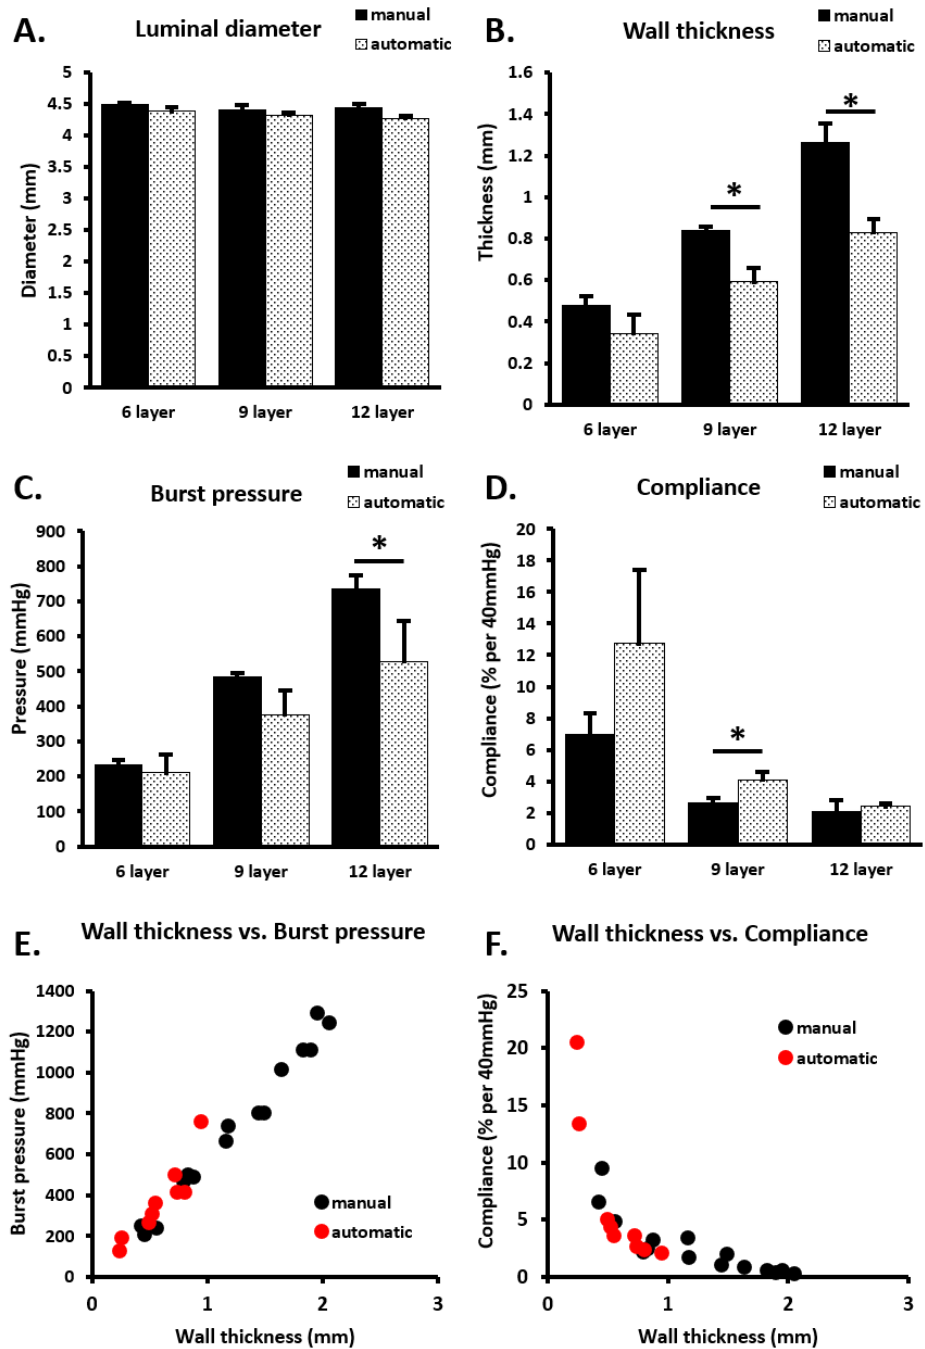 A.
Luminal diameter
manual
automatic
5
4.5
4
3.5
3
2.5
2
1.5
1
0.5
0
Diameter (mm)
6 layer
9 layer
12 layer
B.
Wall thickness
manual
automatic
1.6
1.4
1.2
1
0.8
0.6
0.4
0.2
0
Thickness (mm)
*
*
6 layer
9 layer
12 layer
C.
Burst pressure
manual
automatic
900
800
700
600
500
400
300
200
100
0
Pressure (mmHg)
*
6 layer
9 layer
12 layer
D.
Compliance
manual
automatic
20
18
16
14
12
10
8
6
4
2
0
Compliance (% per 40mmHg)
*
6 layer
9 layer
12 layer
E.
Wall thickness vs. Burst pressure
1400
1200
1000
800
600
400
200
0
Burst pressure (mmHg)
manual
automatic
0
1
2
3
Wall thickness (mm)
F.
Wall thickness vs. Compliance
25
20
15
10
5
0
Compliance (% per 40mmHg)
manual
automatic
0
1
2
3
Wall thickness (mm)